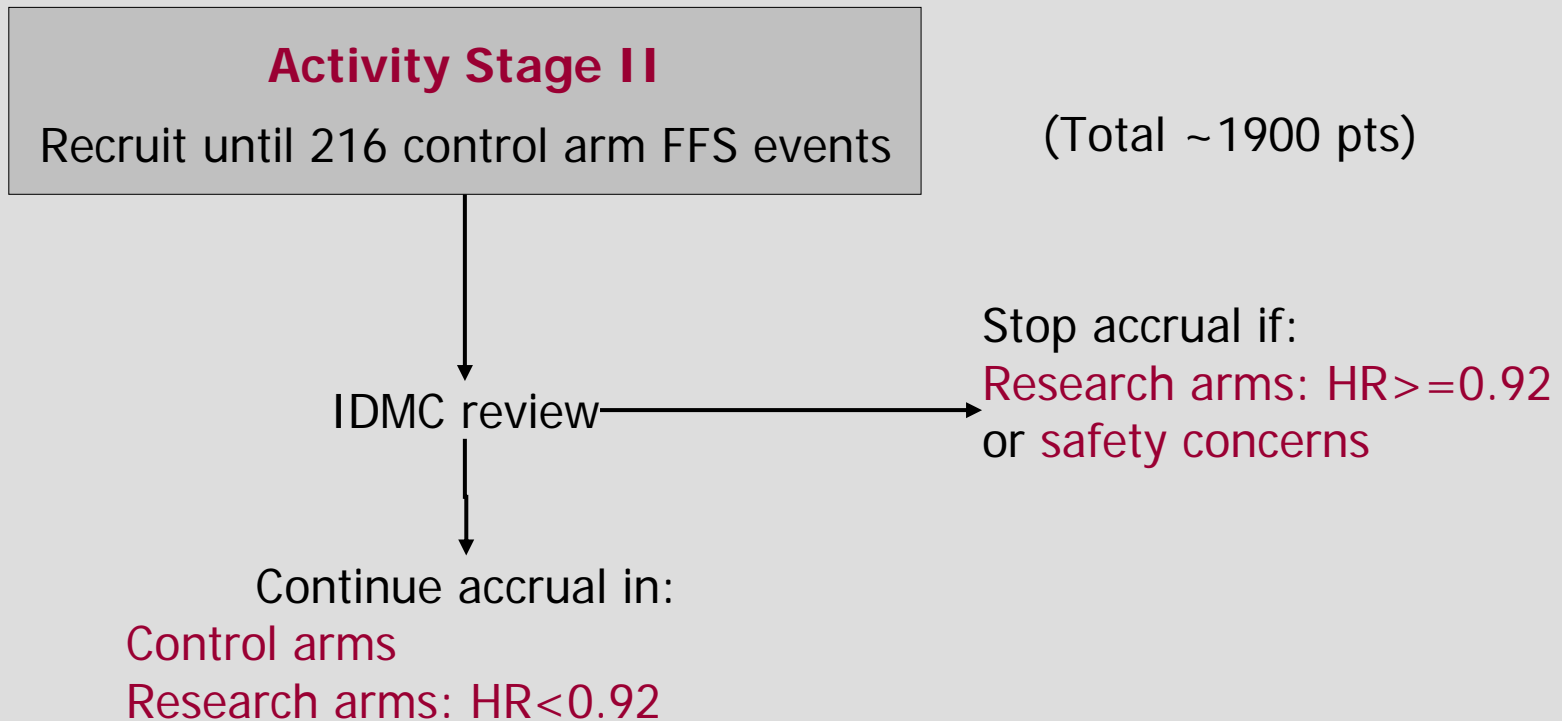 Activity Stage II
Recruit until 216 control arm FFS events
(Total ~1900 pts)
IDMC review
Stop accrual if:
Research arms: HR>=0.92
or safety concerns
Continue accrual in:
Control arms
Research arms: HR<0.92